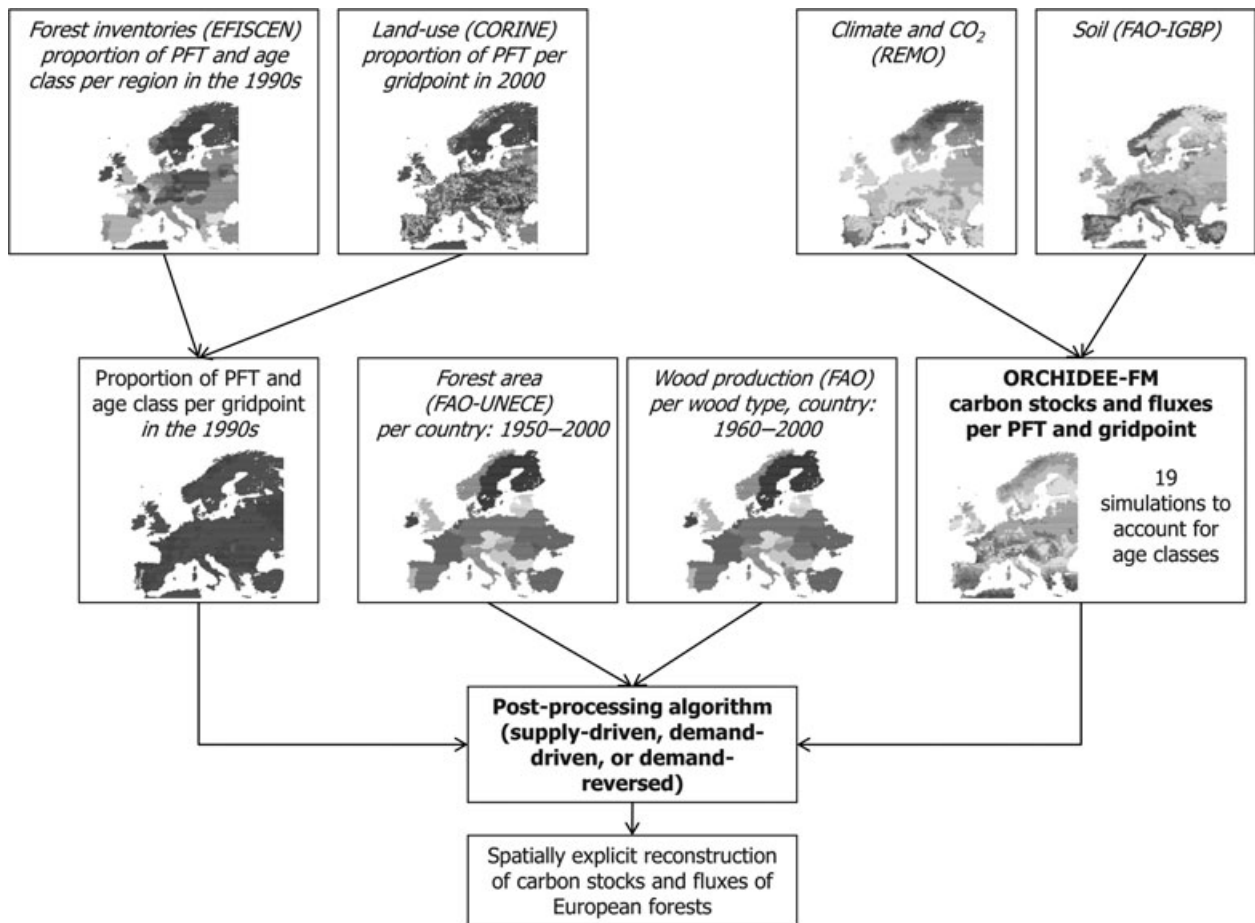 Forest inventories (EFISCEN)
proportion of PFT and age
class per region in the 1990s
Land-use (CORINE)
proportion of PFT per
gridpoint in 2000
Climate and CO₂
(REMO)
Soil (FAO-IGBP)
Proportion of PFT and
age class per gridpoint
in the 1990s
Forest area
(FAO-UNECE)
per country: 1950–2000
Wood production (FAO)
per wood type, country:
1960–2000
ORCHIDEE-FM
carbon stocks and fluxes
per PFT and gridpoint
19
simulations to
account for
age classes
Post-processing algorithm
(supply-driven, demand-
driven, or demand-
reversed)
Spatially explicit reconstruction
of carbon stocks and fluxes of
European forests